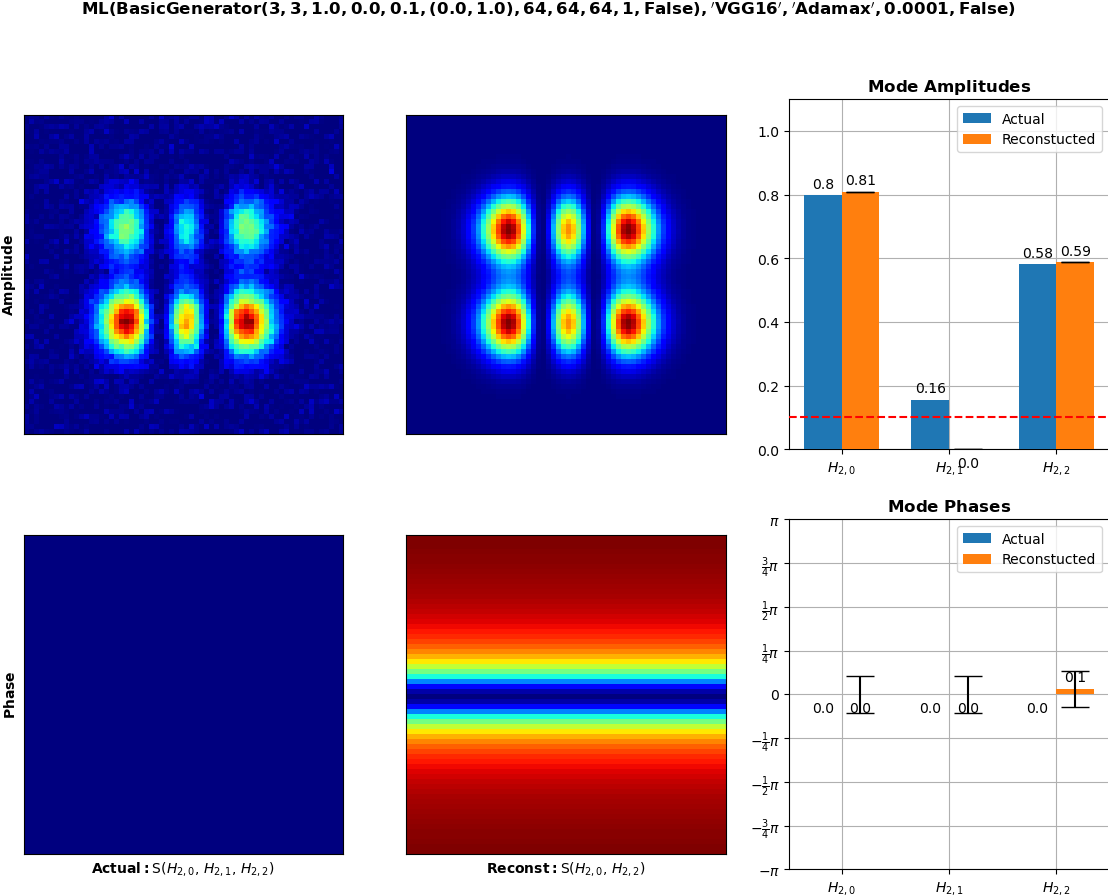 ML(BasicGenerator(3, 3, 1.0, 0.0, 0.1, (0.0, 1.0), 64, 64, 64, 1, False), ′VGG16′, ′Adamax′, 0.0001, False)
Amplitude
Mode Amplitudes
Actual
Reconstucted
1.0
0.8
0.6
0.4
0.2
0.0
0.8
0.81
0.16
0.0
0.58
0.59
H2,0
H2,1
H2,2
Phase
Actual: S(H2,0, H2,1, H2,2)
Reconst: S(H2,0, H2,2)
Mode Phases
Actual
Reconstucted
π
3/4π
1/2π
1/4π
0
−1/4π
−1/2π
−3/4π
−π
0.0
0.0
0.0
0.0
0.0
0.1
H2,0
H2,1
H2,2